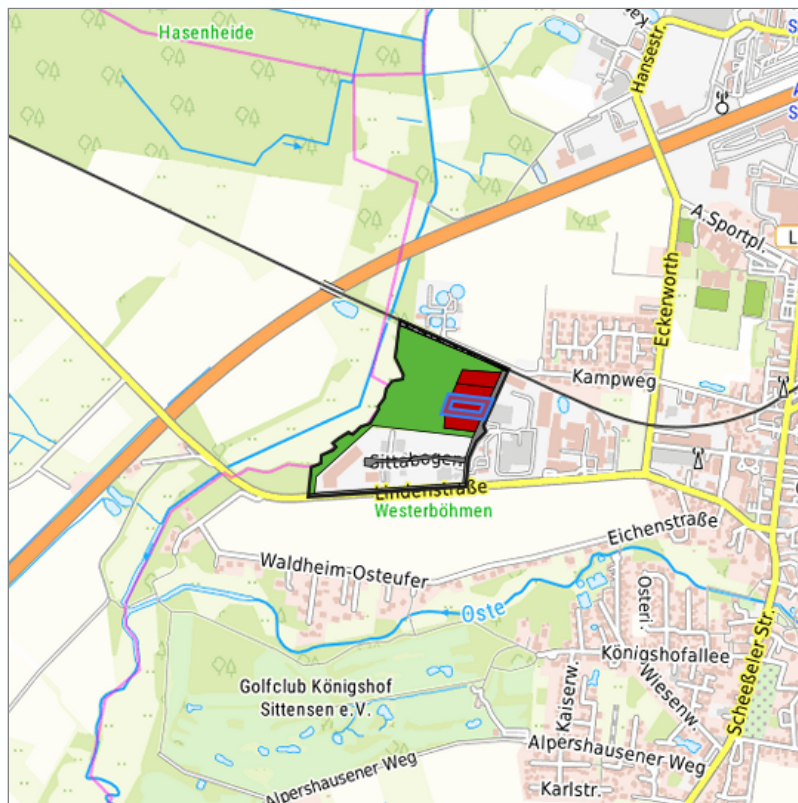 Hasenheide
Hansestr.
A.Sportpl.
L
Eckerworth
Kampweg
Sittabogen
Lindenstraße
Westerböhmen
Eichenstraße
Waldheim-Osteufer
Oste
Osteri.
Königshofallee
Wiesenw.
Kaiserw.
Scheeßeler Str.
Golfclub Königshof
Sittensen e.V.
Alpershausener Weg
Alpershausener Weg
Karlstr.